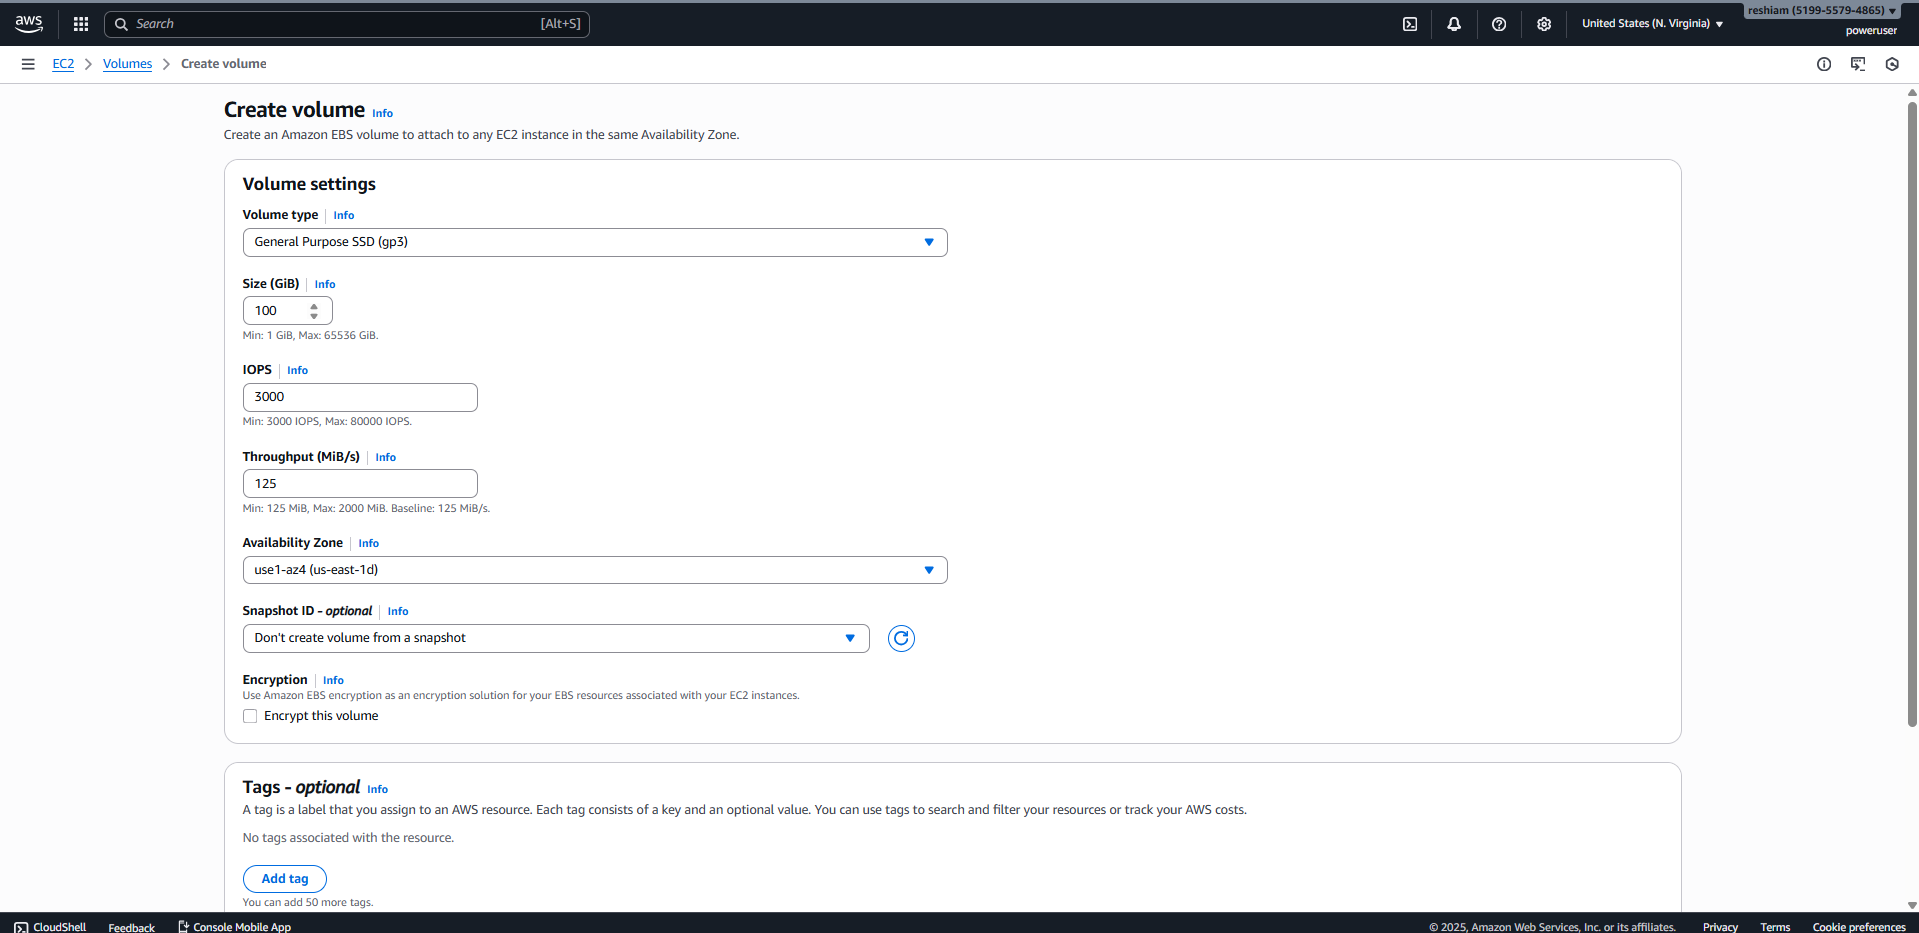 aws Search [Alt+S] United States (N. Virginia) reshiam (5199-5579-4865)
poweruser
EC2 Volumes Create volume
Create volume Info
Create an Amazon EBS volume to attach to any EC2 instance in the same Availability Zone.
Volume settings
Volume type Info
General Purpose SSD (gp3)
Size (GiB) Info
100
Min: 1 GiB, Max: 65536 GiB.
IOPS Info
3000
Min: 3000 IOPS, Max: 80000 IOPS.
Throughput (MiB/s) Info
125
Min: 125 MiB, Max: 2000 MiB. Baseline: 125 MiB/s.
Availability Zone Info
use1-az4 (us-east-1d)
Snapshot ID - optional Info
Don't create volume from a snapshot
Encryption Info
Use Amazon EBS encryption as an encryption solution for your EBS resources associated with your EC2 instances.
Encrypt this volume
Tags - optional Info
A tag is a label that you assign to an AWS resource. Each tag consists of a key and an optional value. You can use tags to search and filter your resources or track your AWS costs.
No tags associated with the resource.
Add tag
You can add 50 more tags.
CloudShell Feedback Console Mobile App © 2025, Amazon Web Services, Inc. or its affiliates. Privacy Terms Cookie preferences